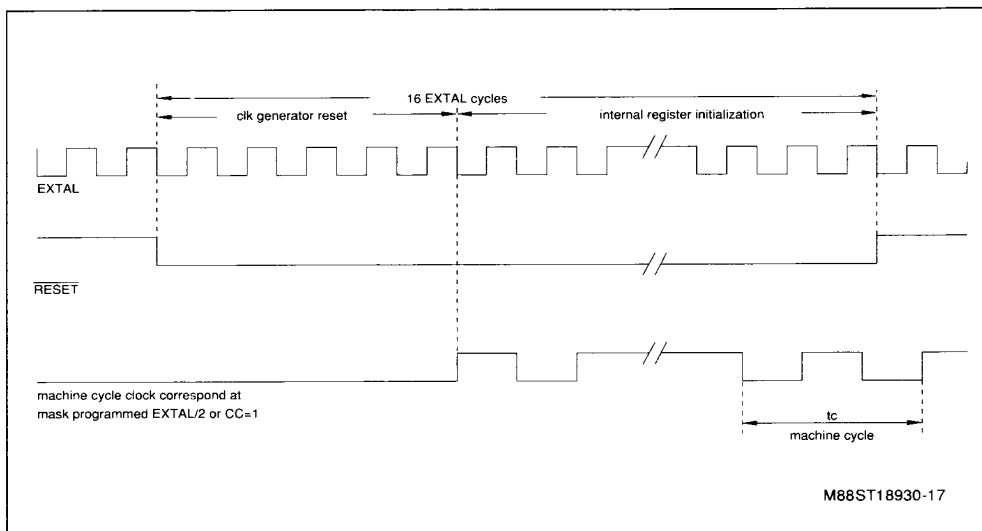 16 EXTAL cycles
clk generator reset
internal register initialization
EXTAL
RESET
machine cycle clock correspond at
mask programmed EXTAL/2 or CC=1
tc
machine cycle
M88ST18930-17